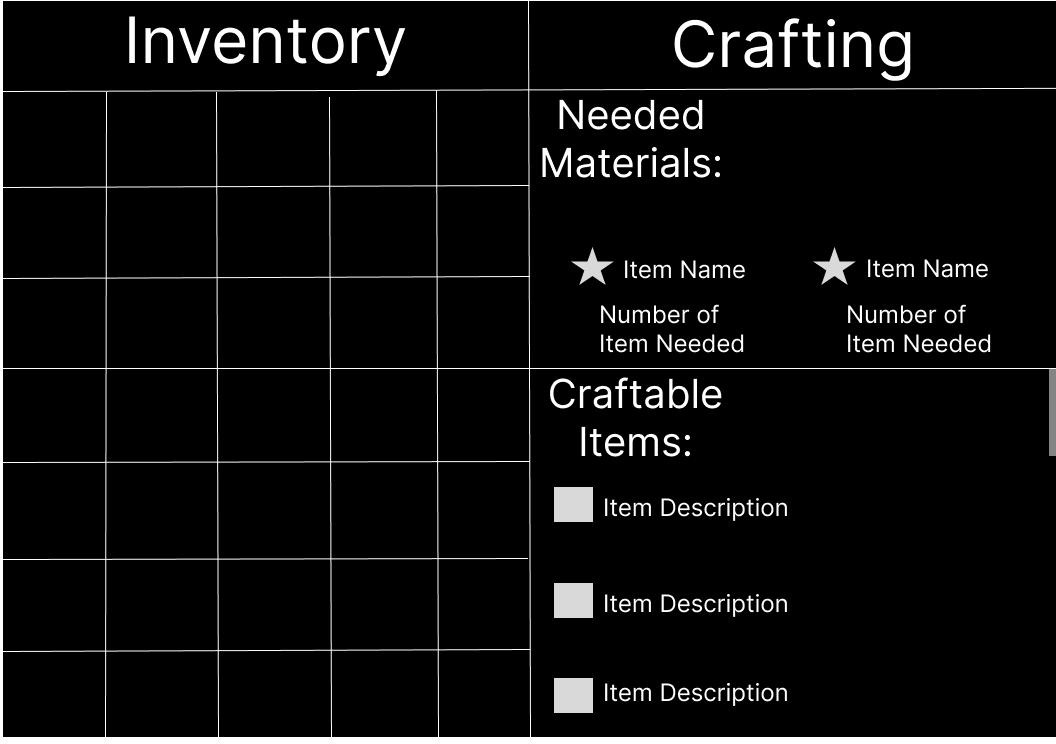 Inventory
Crafting
Needed
Materials:
Item Name
Item Name
Number of
Item Needed
Number of
Item Needed
Craftable
Items:
Item Description
Item Description
Item Description